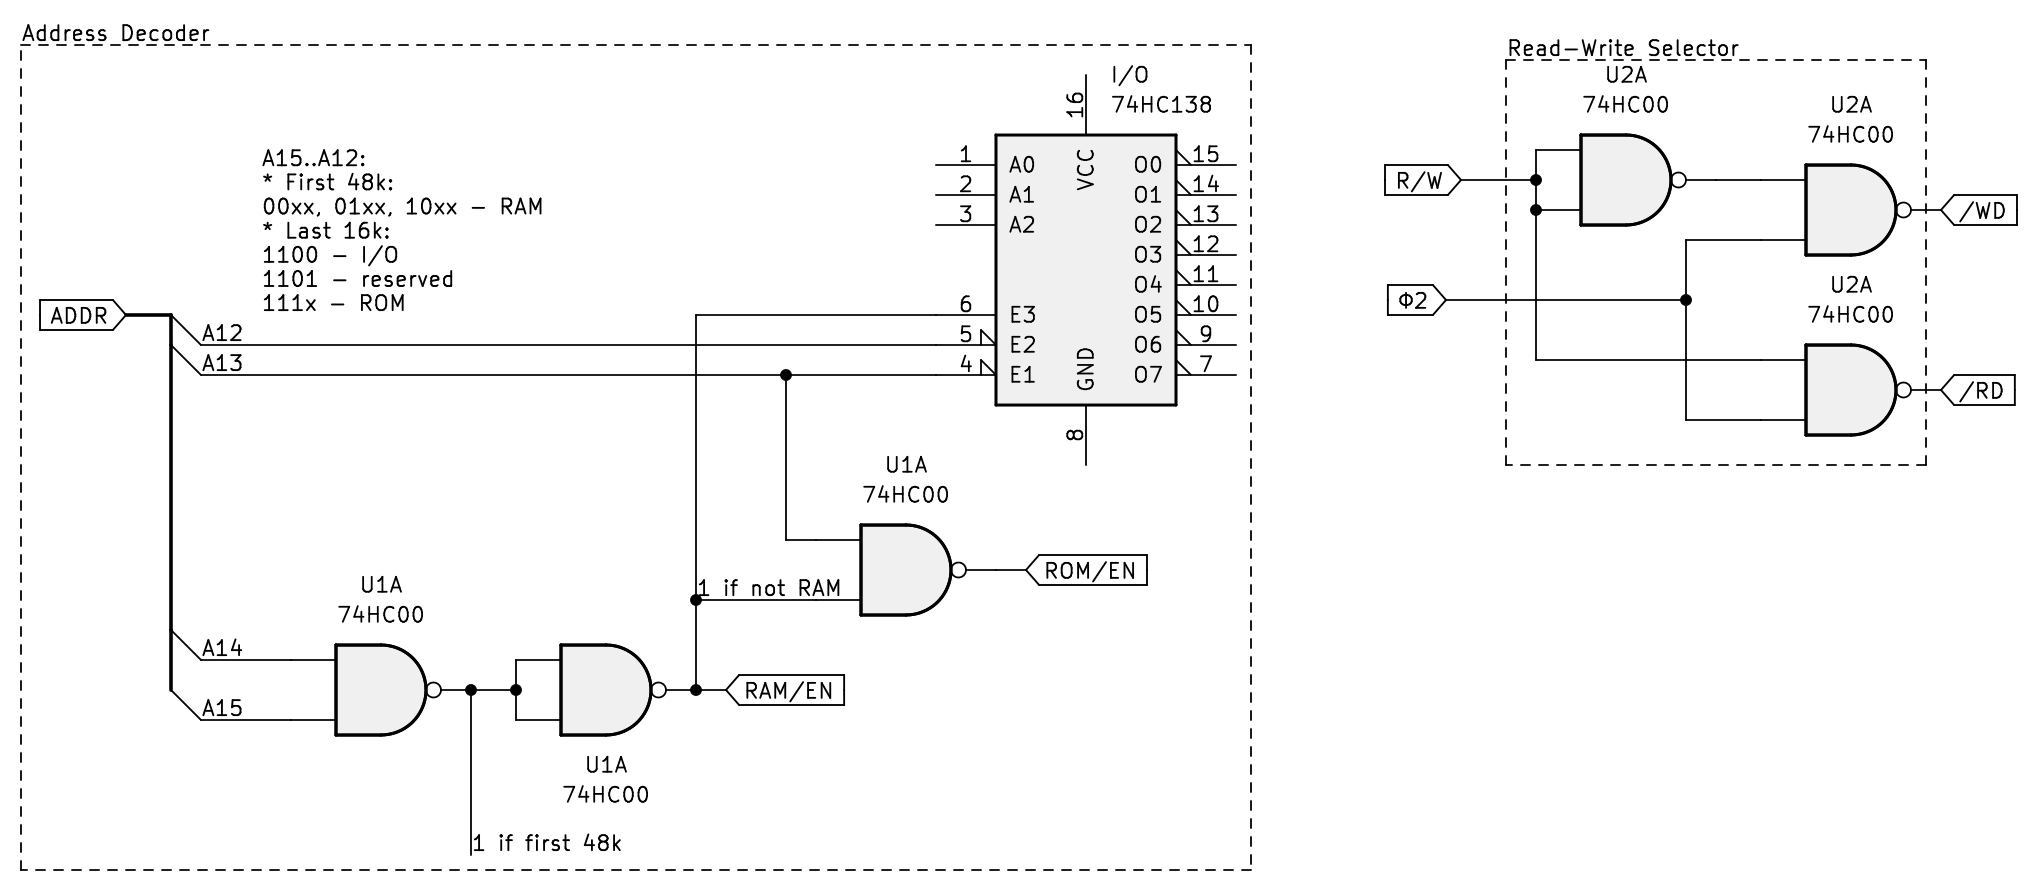 Address Decoder
A15..A12:
* First 48k:
00xx, 01xx, 10xx – RAM
* Last 16k:
1100 – I/O
1101 – reserved
111x – ROM
ADDR
A12
A13
A14
A15
I/O
74HC138
16
VCC
1 A0
2 A1
3 A2
6 E3
5 E2
4 E1
O0 15
O1 14
O2 13
O3 12
O4 11
O5 10
O6 9
O7 7
GND
8
U1A
74HC00
ROM/EN
1 if not RAM
U1A
74HC00
RAM/EN
U1A
74HC00
1 if first 48k
Read–Write Selector
U2A
74HC00
U2A
74HC00
R/W
/WD
Φ2
U2A
74HC00
/RD